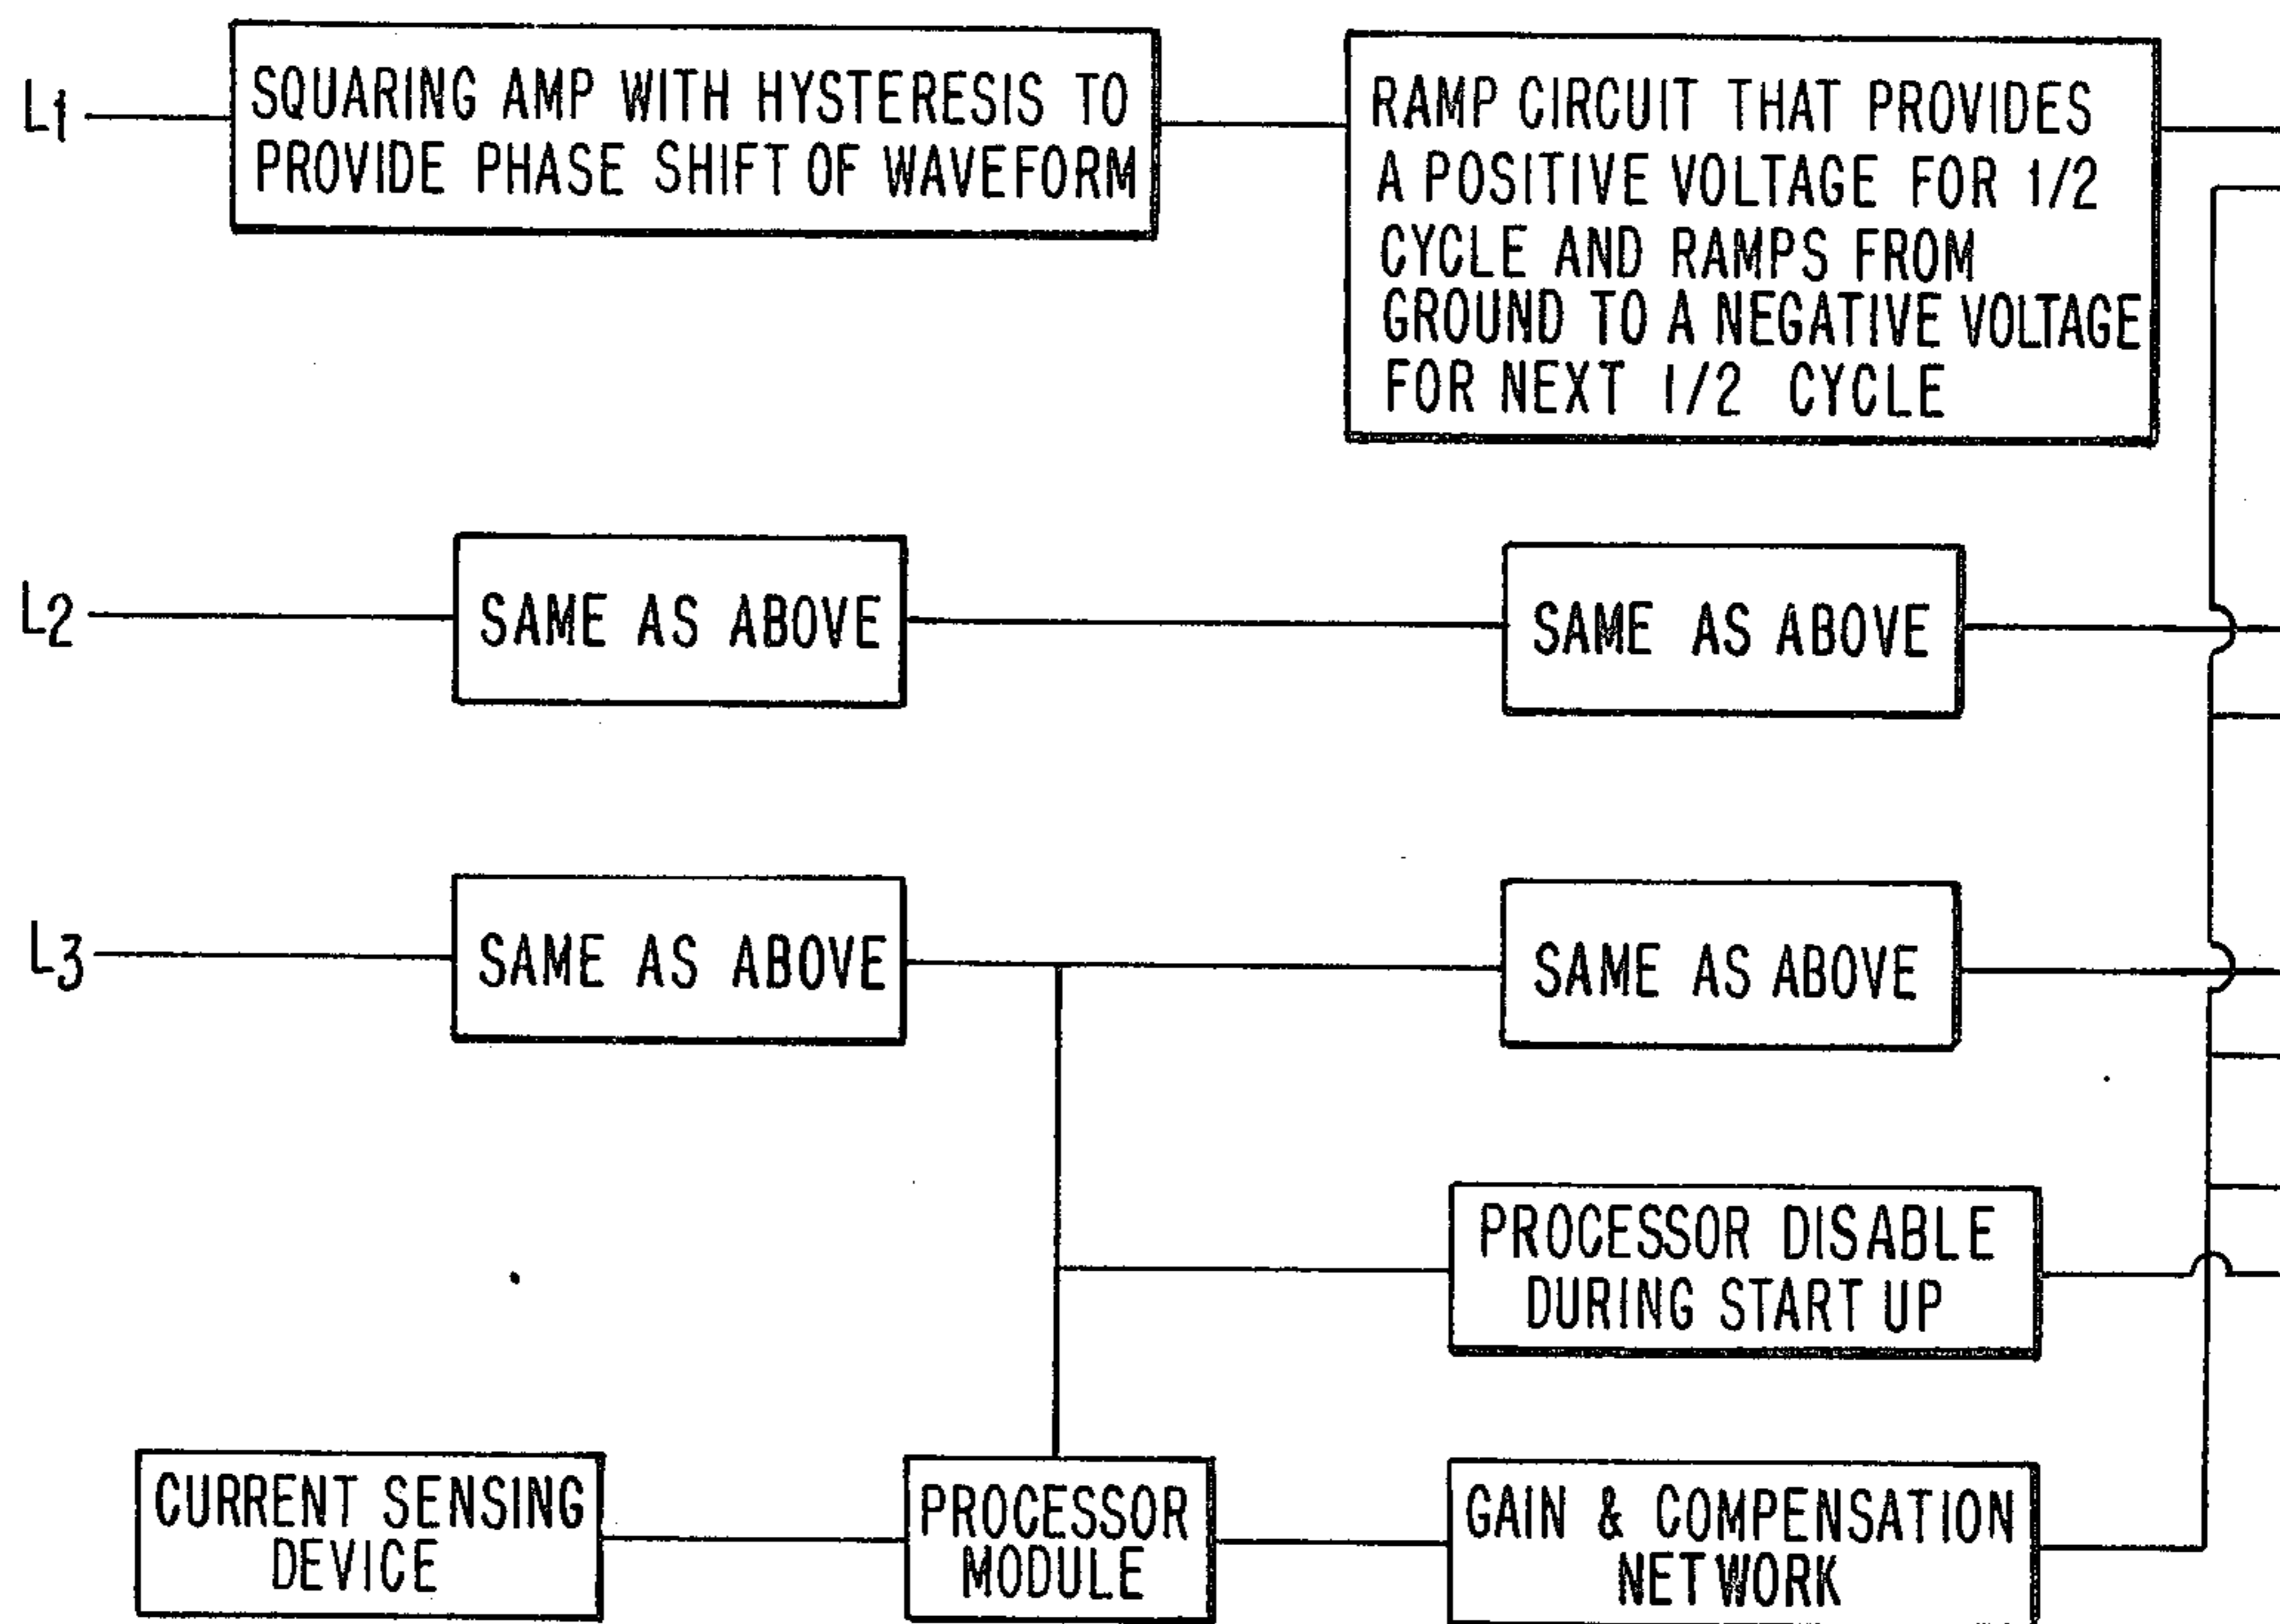 L1
SQUARING AMP WITH HYSTERESIS TO
PROVIDE PHASE SHIFT OF WAVEFORM
RAMP CIRCUIT THAT PROVIDES
A POSITIVE VOLTAGE FOR 1/2
CYCLE AND RAMPS FROM
GROUND TO A NEGATIVE VOLTAGE
FOR NEXT 1/2 CYCLE
L2
SAME AS ABOVE
SAME AS ABOVE
L3
SAME AS ABOVE
SAME AS ABOVE
PROCESSOR DISABLE
DURING START UP
CURRENT SENSING
DEVICE
PROCESSOR
MODULE
GAIN & COMPENSATION
NETWORK